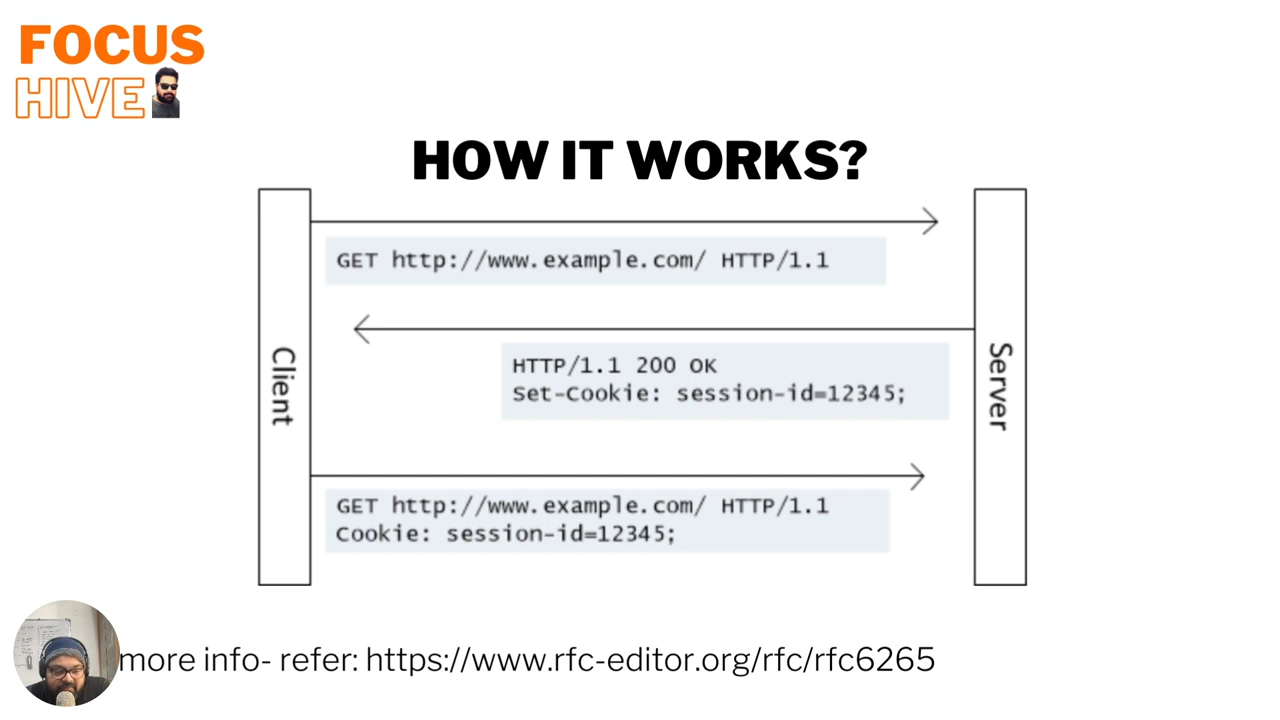 FOCUS
HIVE
HOW IT WORKS?
GET http://www.example.com/ HTTP/1.1
HTTP/1.1 200 OK
Set-Cookie: session-id=12345;
Client
Server
GET http://www.example.com/ HTTP/1.1
Cookie: session-id=12345;
more info- refer: https://www.rfc-editor.org/rfc/rfc6265